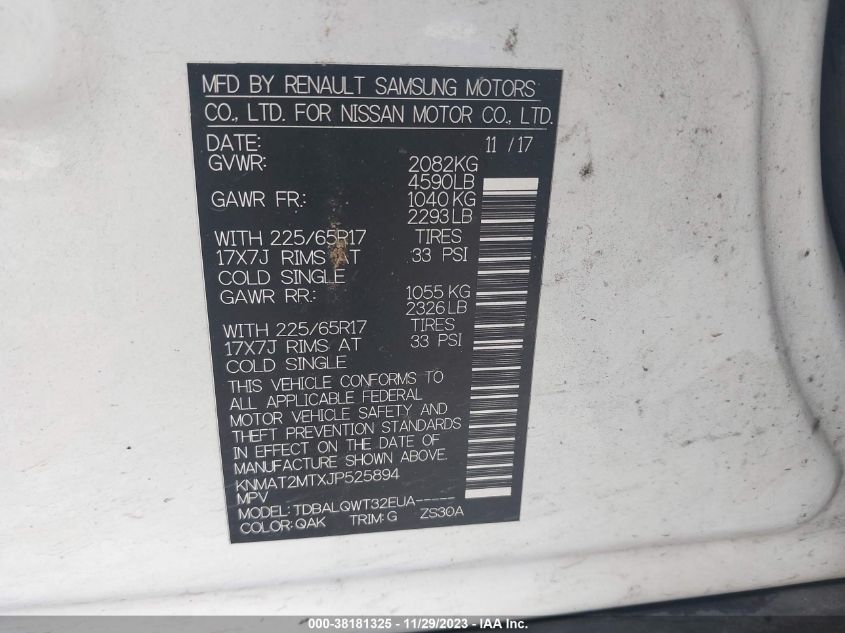 MFD BY RENAULT SAMSUNG MOTORS
CO., LTD. FOR NISSAN MOTOR CO., LTD.
DATE: 11 / 17
GVWR: 2082KG
4590LB
GAWR FR.: 1040 KG
2293 LB
WITH 225/65R17 TIRES
17X7J RIMS AT 33 PSI
COLD SINGLE
GAWR RR.: 1055 KG
2326 LB
WITH 225/65R17 TIRES
17X7J RIMS AT 33 PSI
COLD SINGLE
THIS VEHICLE CONFORMS TO
ALL APPLICABLE FEDERAL
MOTOR VEHICLE SAFETY AND
THEFT PREVENTION STANDARDS
IN EFFECT ON THE DATE OF
MANUFACTURE SHOWN ABOVE.
KNMAT2MTXJP525894
MPV
MODEL: TDBALQWT32EUA-----
COLOR: QAK TRIM: G ZS30A
000-38181325 - 11/29/2023 - Copyright © 2023 IAA, Inc.